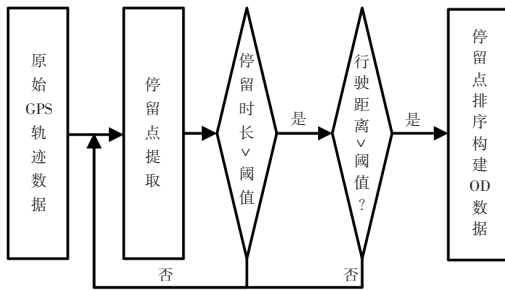 原始GPS轨迹数据
停留点提取
停留时长∨阈值
是
行驶距离∨阈值?
是
停留点排序构建OD数据
否
否